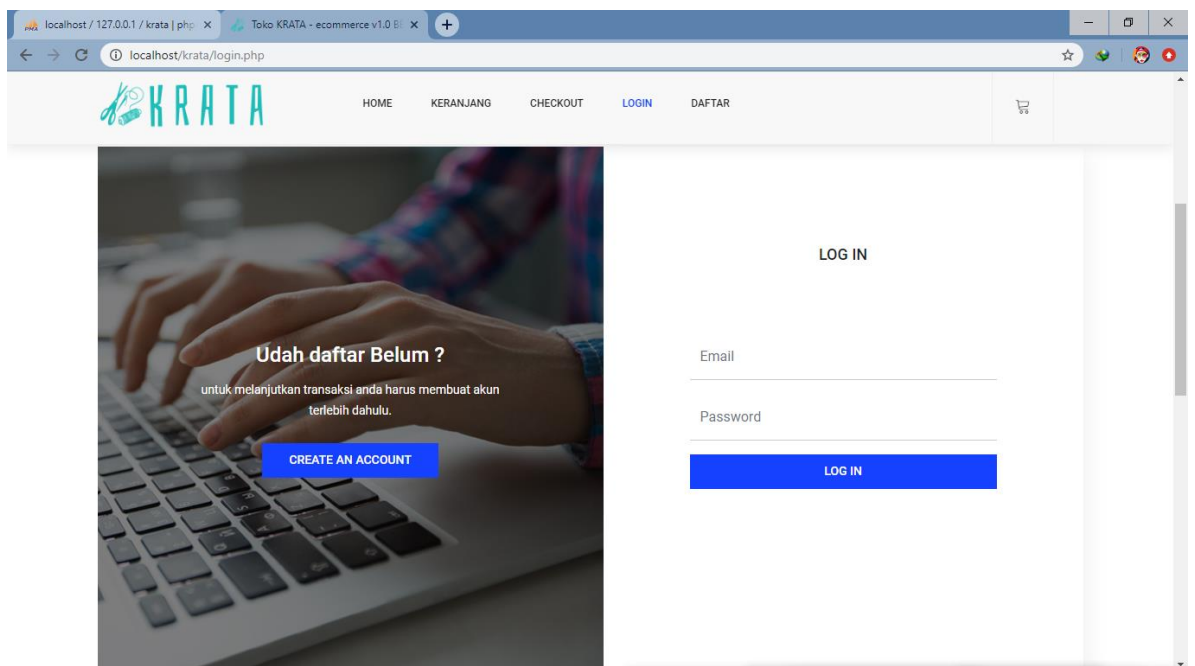 localhost / 127.0.0.1 / krata | php
Toko KRATA - ecommerce v1.0 BE
localhost/krata/login.php
KRATA
HOME
KERANJANG
CHECKOUT
LOGIN
DAFTAR
Udah daftar Belum ?
untuk melanjutkan transaksi anda harus membuat akun
terlebih dahulu.
CREATE AN ACCOUNT
LOG IN
Email
Password
LOG IN